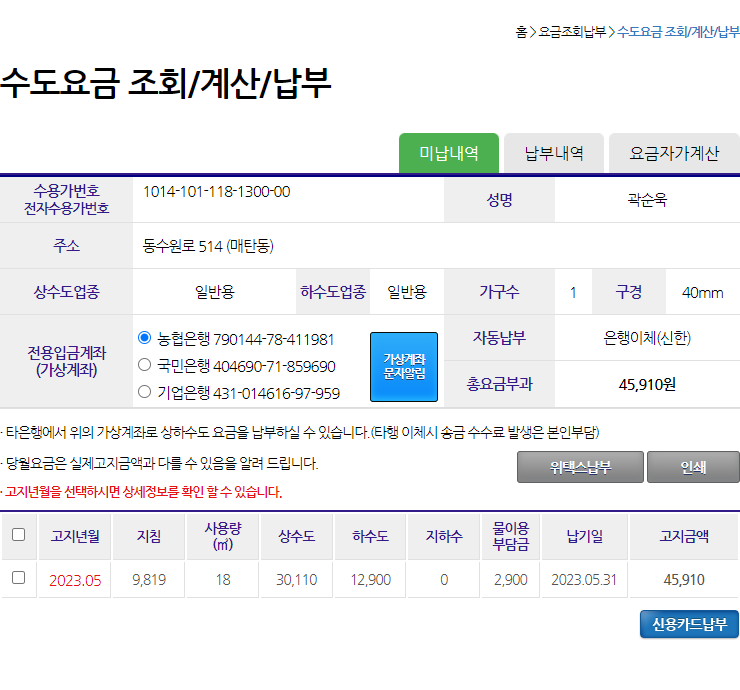 홈 > 요금조회납부 > 수도요금 조회/계산/납부
수도요금 조회/계산/납부
미납내역 납부내역 요금자가계산
수용가번호
전자수용가번호
1014-101-118-1300-00
성명 곽순욱
주소 동수원로 514 (매탄동)
상수도업종 일반용 하수도업종 일반용 가구수 1 구경 40mm
전용입금계좌
(가상계좌)
농협은행 790144-78-411981
국민은행 404690-71-859690
기업은행 431-014616-97-959
가상계좌
문자알림
자동납부 은행이체(신한)
총요금부과 45,910원
· 타은행에서 위의 가상계좌로 상하수도 요금을 납부하실 수 있습니다.(타행 이체시 송금 수수료 발생은 본인부담)
· 당월요금은 실제고지금액과 다를 수 있음을 알려 드립니다.
위택스납부 인쇄
· 고지년월을 선택하시면 상세정보를 확인 할 수 있습니다.
고지년월 지침 사용량 상수도 하수도 지하수 물이용 납기일 고지금액
(㎥) 부담금
2023.05 9,819 18 30,110 12,900 0 2,900 2023.05.31 45,910
신용카드납부